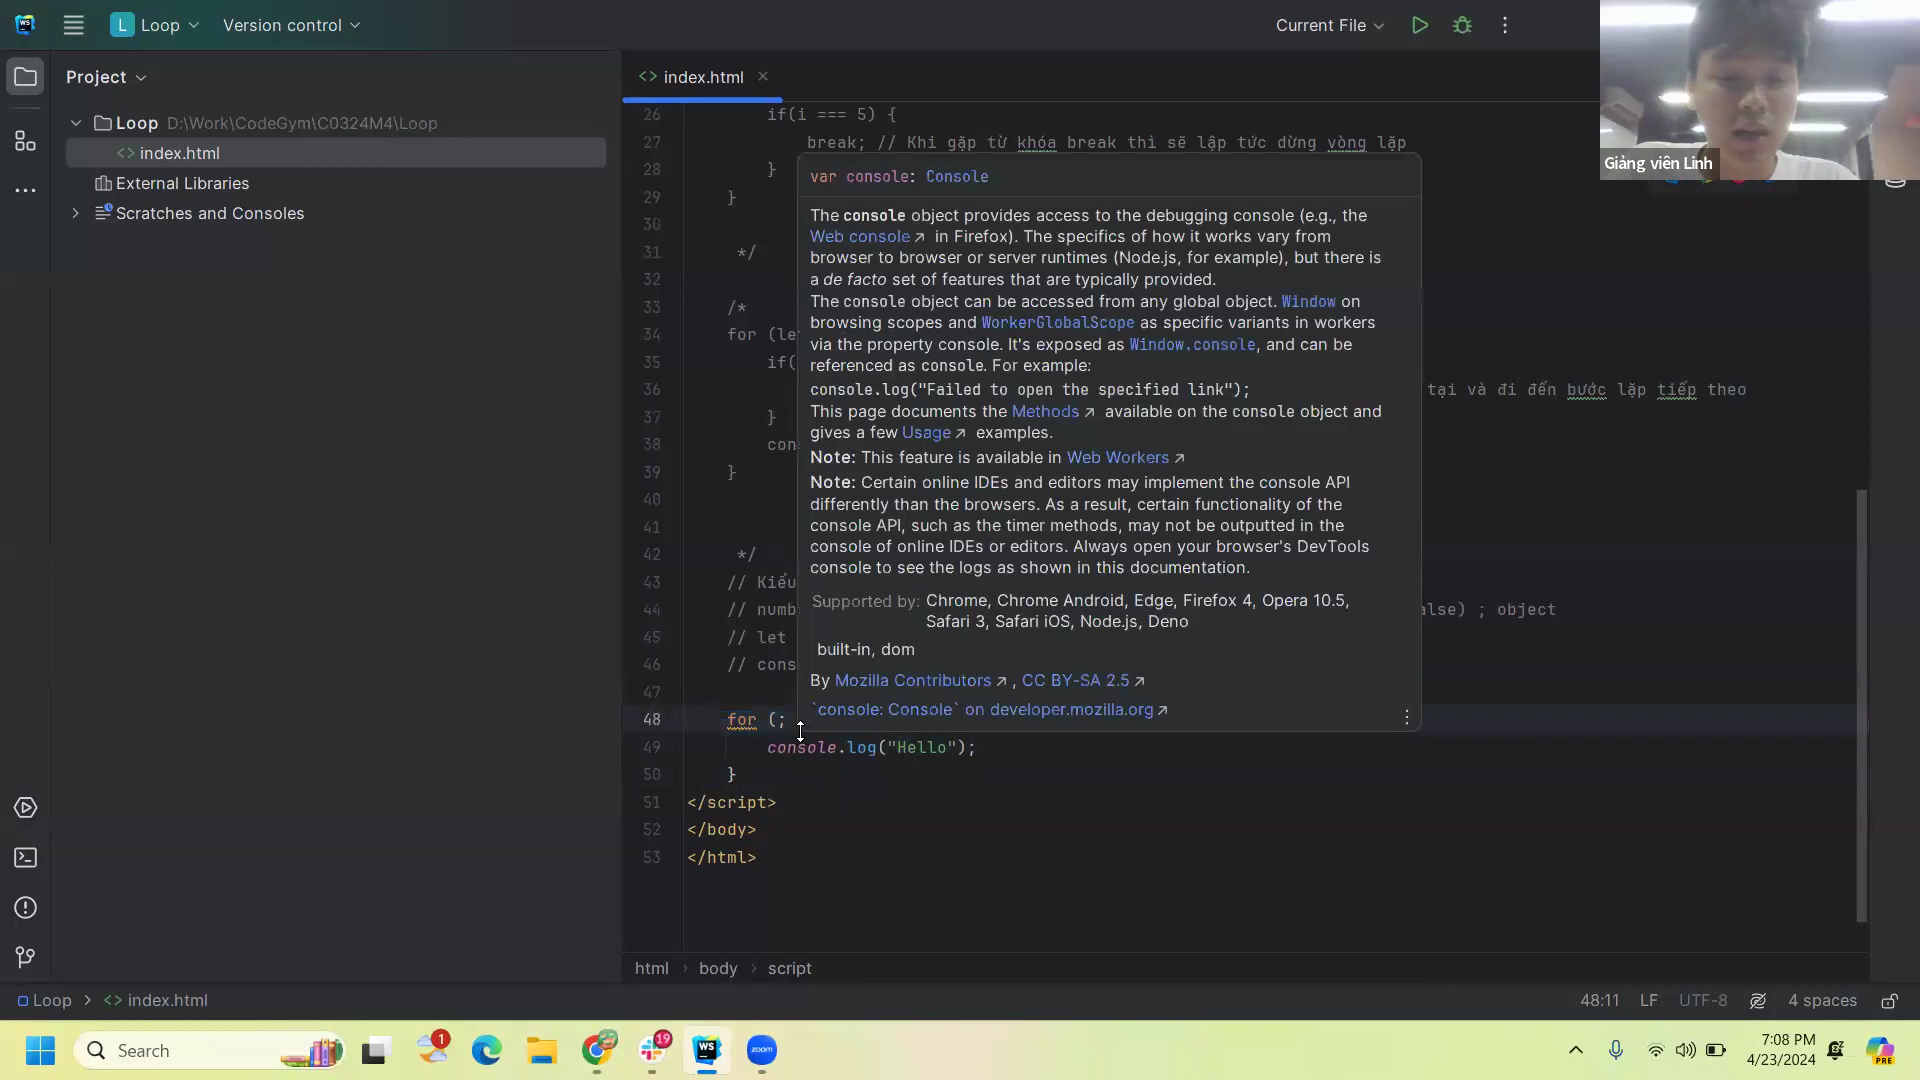 WS
L Loop
Version control
Current File
Project
index.html
Giảng viên Linh
Loop D:\Work\CodeGym\C0324M4\Loop
index.html
External Libraries
Scratches and Consoles
26 if(i === 5) {
27 break; // Khi gặp từ khóa break thì sẽ lập tức dừng vòng lặp
28 }
29 }
30
31 */
32
33 /*
34 for (le
35 if(
36 tại và đi đến bước lặp tiếp theo
37 }
38 con
39 }
40
41
42 */
43 // Kiểu
44 // numb alse) ; object
45 // let
46 // cons
47
48 for (;
49 console.log("Hello");
50 }
51 </script>
52 </body>
53 </html>
var console: Console
The console object provides access to the debugging console (e.g., the
Web console in Firefox). The specifics of how it works vary from
browser to browser or server runtimes (Node.js, for example), but there is
a de facto set of features that are typically provided.
The console object can be accessed from any global object. Window on
browsing scopes and WorkerGlobalScope as specific variants in workers
via the property console. It's exposed as Window.console, and can be
referenced as console. For example:
console.log("Failed to open the specified link");
This page documents the Methods available on the console object and
gives a few Usage examples.
Note: This feature is available in Web Workers
Note: Certain online IDEs and editors may implement the console API
differently than the browsers. As a result, certain functionality of the
console API, such as the timer methods, may not be outputted in the
console of online IDEs or editors. Always open your browser's DevTools
console to see the logs as shown in this documentation.
Supported by: Chrome, Chrome Android, Edge, Firefox 4, Opera 10.5,
Safari 3, Safari iOS, Node.js, Deno
built-in, dom
By Mozilla Contributors , CC BY-SA 2.5
`console: Console` on developer.mozilla.org
html > body > script
Loop > index.html
48:11 LF UTF-8 4 spaces
Search
1
19
WS
zoom
7:08 PM
4/23/2024
PRE